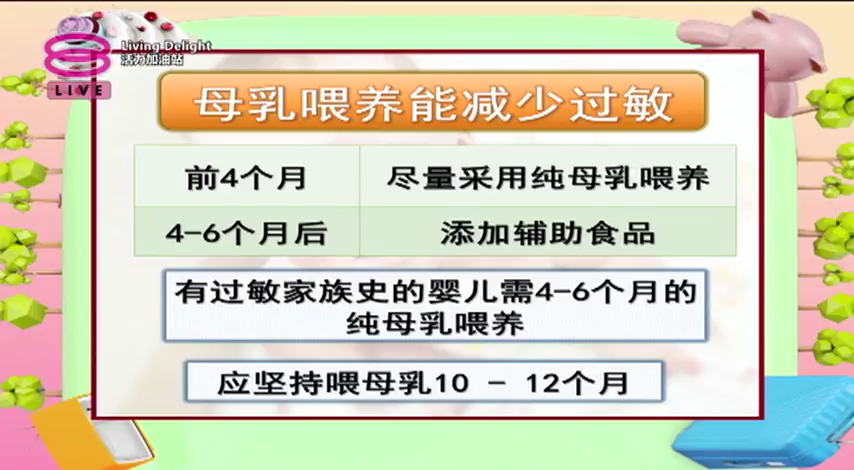 Living Delight
活力加油站
LIVE
母乳喂养能减少过敏
前4个月 尽量采用纯母乳喂养
4-6个月后 添加辅助食品
有过敏家族史的婴儿需4-6个月的
纯母乳喂养
应坚持喂母乳10 - 12个月